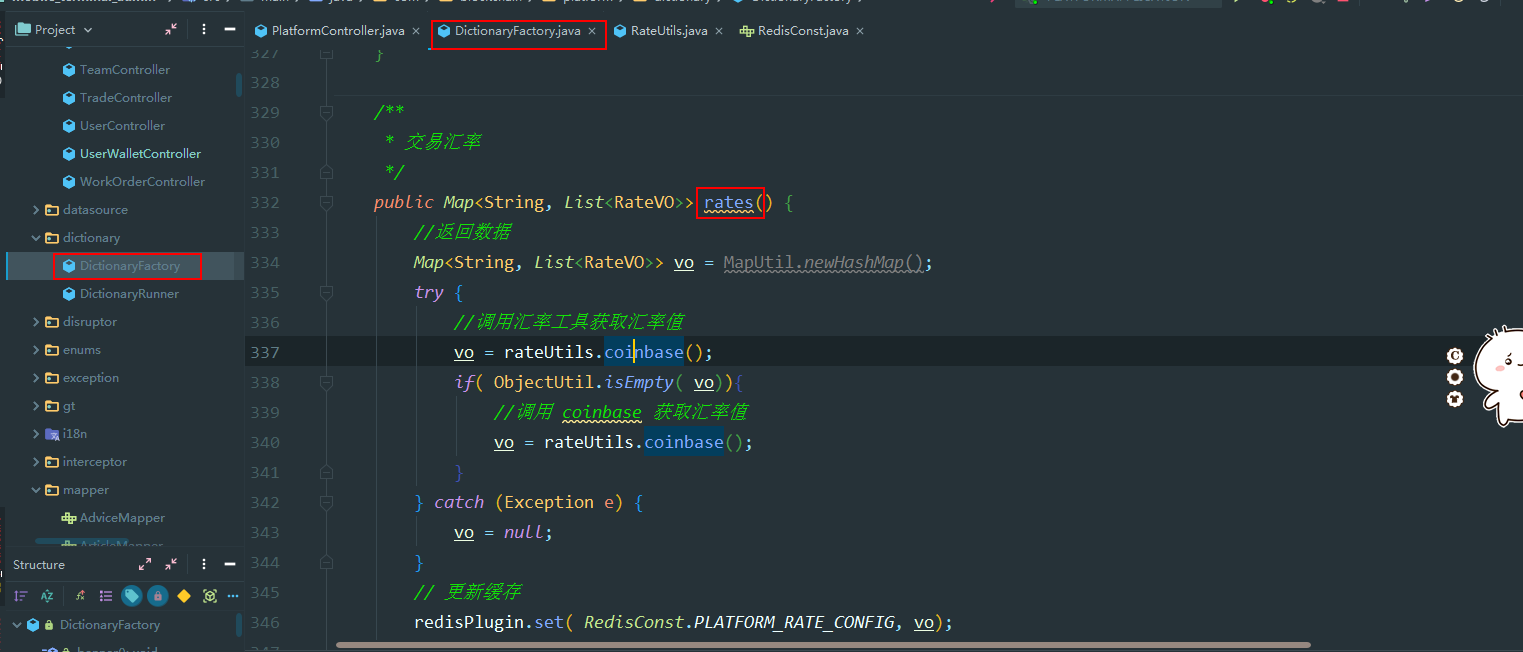 Project
PlatformController.java
DictionaryFactory.java
RateUtils.java
RedisConst.java
TeamController
TradeController
UserController
UserWalletController
WorkOrderController
datasource
dictionary
DictionaryFactory
DictionaryRunner
disruptor
enums
exception
gt
i18n
interceptor
mapper
AdviceMapper
ArticleMapper
Structure
DictionaryFactory
327 }
328
329 /**
330 * 交易汇率
331 */
332 public Map<String, List<RateVO>> rates() {
333 //返回数据
334 Map<String, List<RateVO>> vo = MapUtil.newHashMap();
335 try {
336 //调用汇率工具获取汇率值
337 vo = rateUtils.coinbase();
338 if( ObjectUtil.isEmpty( vo)){
339 //调用 coinbase 获取汇率值
340 vo = rateUtils.coinbase();
341 }
342 } catch (Exception e) {
343 vo = null;
344 }
345 // 更新缓存
346 redisPlugin.set( RedisConst.PLATFORM_RATE_CONFIG, vo);